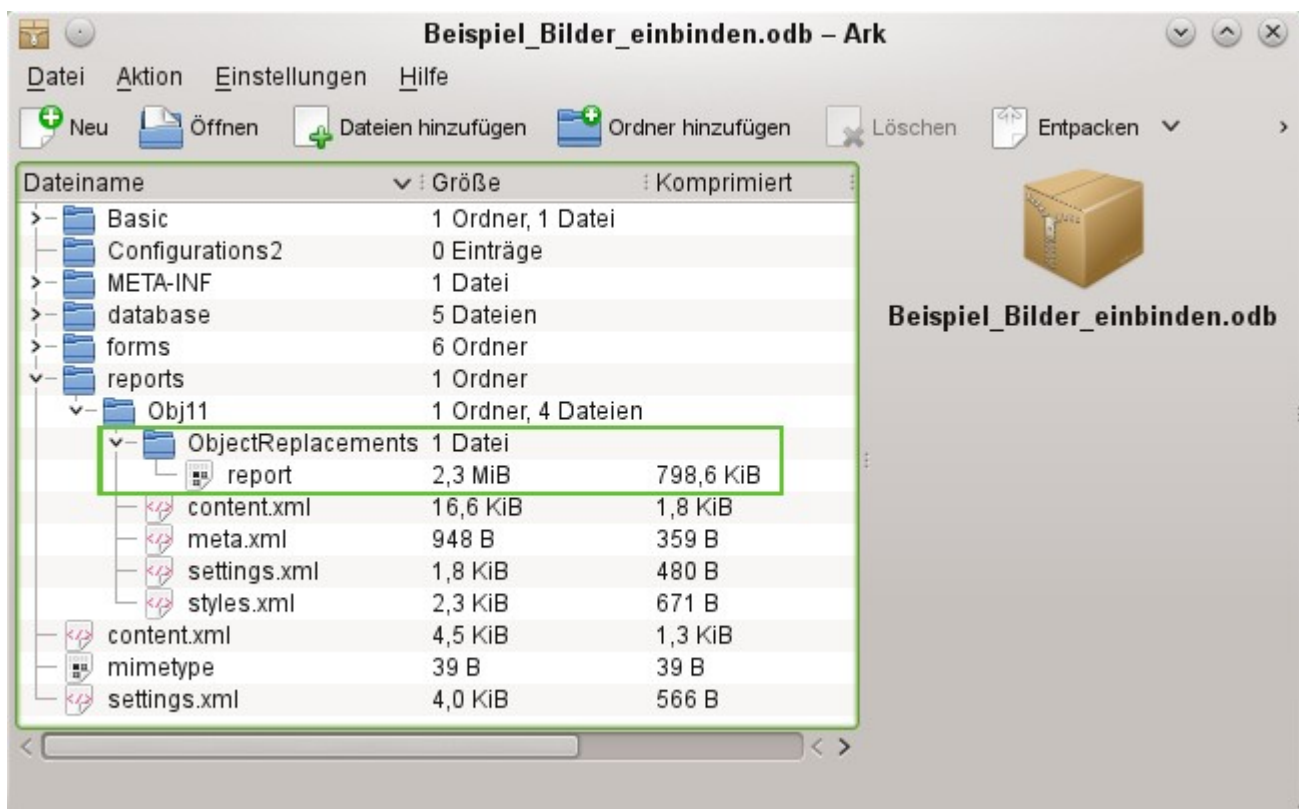 Beispiel_Bilder_einbinden.odb – Ark
Datei Aktion Einstellungen Hilfe
Neu Öffnen Dateien hinzufügen Ordner hinzufügen Löschen Entpacken
Dateiname Größe Komprimiert
Basic 1 Ordner, 1 Datei
Configurations2 0 Einträge
META-INF 1 Datei
database 5 Dateien
forms 6 Ordner
reports 1 Ordner
Obj11 1 Ordner, 4 Dateien
ObjectReplacements 1 Datei
report 2,3 MiB 798,6 KiB
content.xml 16,6 KiB 1,8 KiB
meta.xml 948 B 359 B
settings.xml 1,8 KiB 480 B
styles.xml 2,3 KiB 671 B
content.xml 4,5 KiB 1,3 KiB
mimetype 39 B 39 B
settings.xml 4,0 KiB 566 B
Beispiel_Bilder_einbinden.odb